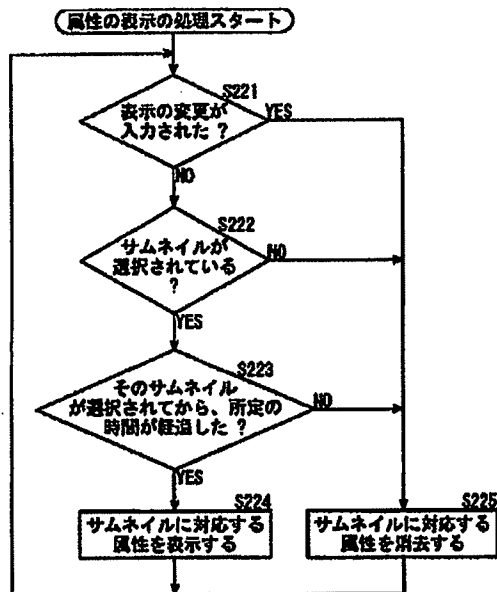 属性の表示の処理スタート
S221
表示の変更が
入力された ?
YES
NO
S222
サムネイルが
選択されている
?
NO
YES
S223
そのサムネイル
が選択されてから、所定の
時間が経過した ?
NO
YES
S224
サムネイルに対応する
属性を表示する
S225
サムネイルに対応する
属性を消去する